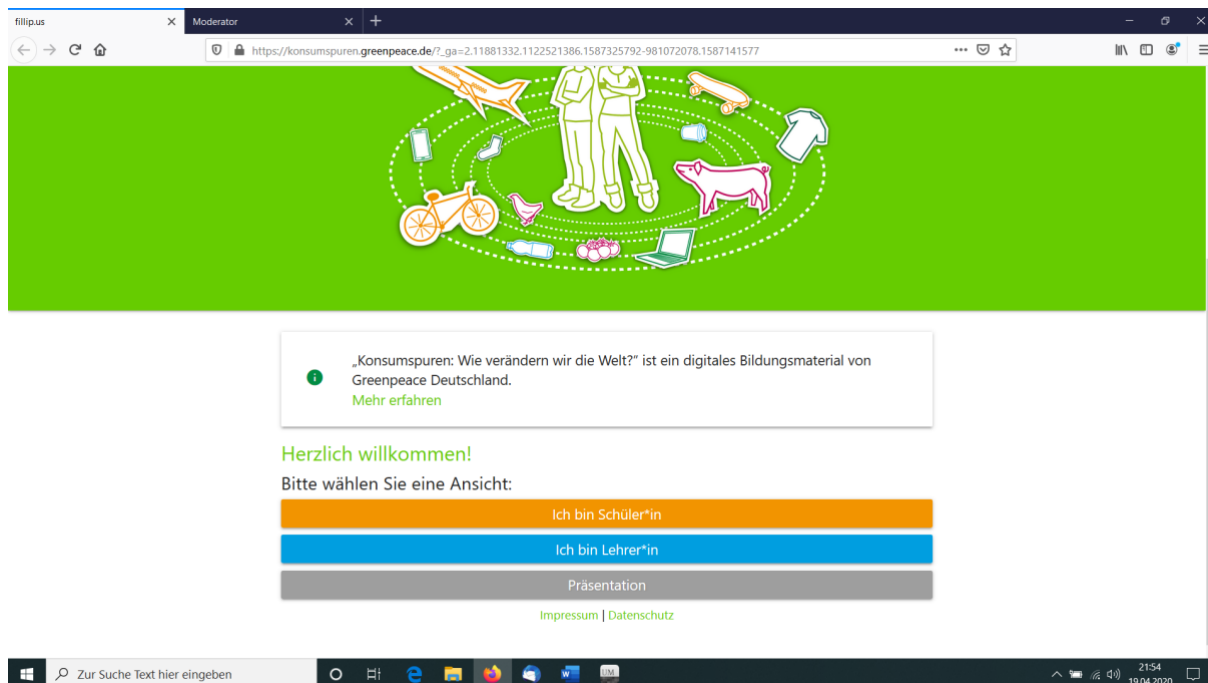 fillip.us
Moderator
https://konsumspuren.greenpeace.de/?_ga=2.11881332.1122521386.1587325792-981072078.1587141577
„Konsumspuren: Wie verändern wir die Welt?" ist ein digitales Bildungsmaterial von
Greenpeace Deutschland.
Mehr erfahren
Herzlich willkommen!
Bitte wählen Sie eine Ansicht:
Ich bin Schüler*in
Ich bin Lehrer*in
Präsentation
Impressum | Datenschutz
Zur Suche Text hier eingeben
UM
21:54
19.04.2020